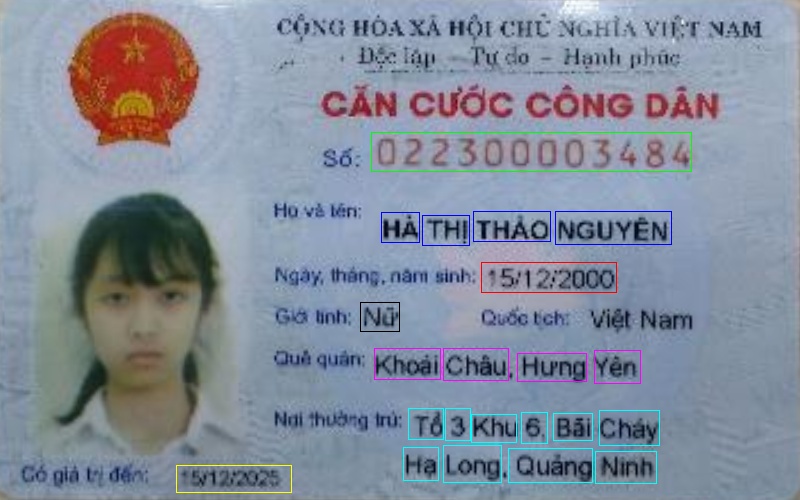 CỘNG HÒA XÃ HỘI CHỦ NGHĨA VIỆT NAM
Độc lập - Tự do - Hạnh phúc
CĂN CƯỚC CÔNG DÂN
Số: 022300003484
Họ và tên: HÀ THỊ THẢO NGUYÊN
Ngày, tháng, năm sinh: 15/12/2000
Giới tính: Nữ Quốc tịch: Việt Nam
Quê quán: Khoái Châu, Hưng Yên
Nơi thường trú: Tổ 3 Khu 6, Bãi Cháy
Hạ Long, Quảng Ninh
Có giá trị đến: 15/12/2025